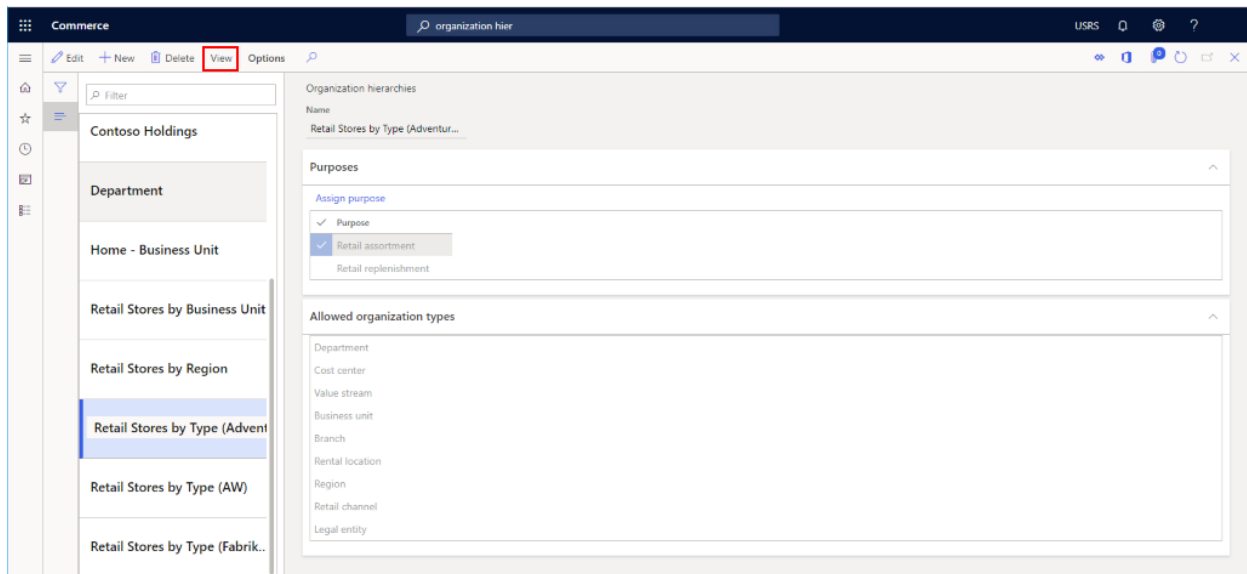 Commerce
organization hier
USRS
?
Edit
New
Delete
View
Options
0
Filter
Contoso Holdings
Department
Home - Business Unit
Retail Stores by Business Unit
Retail Stores by Region
Retail Stores by Type (Advent
Retail Stores by Type (AW)
Retail Stores by Type (Fabrik...
Organization hierarchies
Name
Retail Stores by Type (Adventur...
Purposes
Assign purpose
Purpose
Retail assortment
Retail replenishment
Allowed organization types
Department
Cost center
Value stream
Business unit
Branch
Rental location
Region
Retail channel
Legal entity